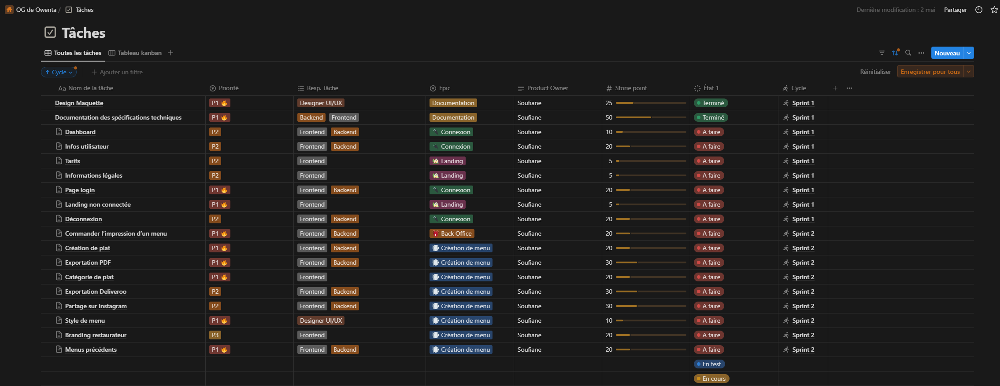 QG de Qwenta / Tâches
Dernière modification : 2 mai Partager
Tâches
Toutes les tâches Tableau kanban
Nouveau
Cycle Ajouter un filtre
Réinitialiser Enregistrer pour tous
Aa Nom de la tâche Priorité Resp. Tâche Epic Product Owner # Storie point État 1 Cycle
Design Maquette P1 🔥 Designer UI/UX Documentation Soufiane 25 Terminé Sprint 1
Documentation des spécifications techniques P1 🔥 Backend Frontend Documentation Soufiane 50 Terminé Sprint 1
Dashboard P2 Frontend Backend Connexion Soufiane 10 A faire Sprint 1
Infos utilisateur P2 Frontend Backend Connexion Soufiane 20 A faire Sprint 1
Tarifs P2 Frontend Landing Soufiane 5 A faire Sprint 1
Informations légales P2 Frontend Landing Soufiane 5 A faire Sprint 1
Page login P1 🔥 Frontend Backend Connexion Soufiane 20 A faire Sprint 1
Landing non connectée P1 🔥 Frontend Landing Soufiane 5 A faire Sprint 1
Déconnexion P2 Frontend Backend Connexion Soufiane 20 A faire Sprint 1
Commander l’impression d’un menu P1 🔥 Frontend Backend Back Office Soufiane 20 A faire Sprint 2
Création de plat P1 🔥 Frontend Backend Création de menu Soufiane 20 A faire Sprint 2
Exportation PDF P1 🔥 Frontend Backend Création de menu Soufiane 30 A faire Sprint 2
Catégorie de plat P1 🔥 Frontend Création de menu Soufiane 20 A faire Sprint 2
Exportation Deliveroo P2 Frontend Backend Création de menu Soufiane 30 A faire Sprint 2
Partage sur Instagram P2 Frontend Backend Création de menu Soufiane 30 A faire Sprint 2
Style de menu P1 🔥 Designer UI/UX Création de menu Soufiane 10 A faire Sprint 2
Branding restaurateur P3 Frontend Création de menu Soufiane 20 A faire Sprint 2
Menus précédents P1 🔥 Frontend Backend Création de menu Soufiane 20 A faire Sprint 2
En test
En cours